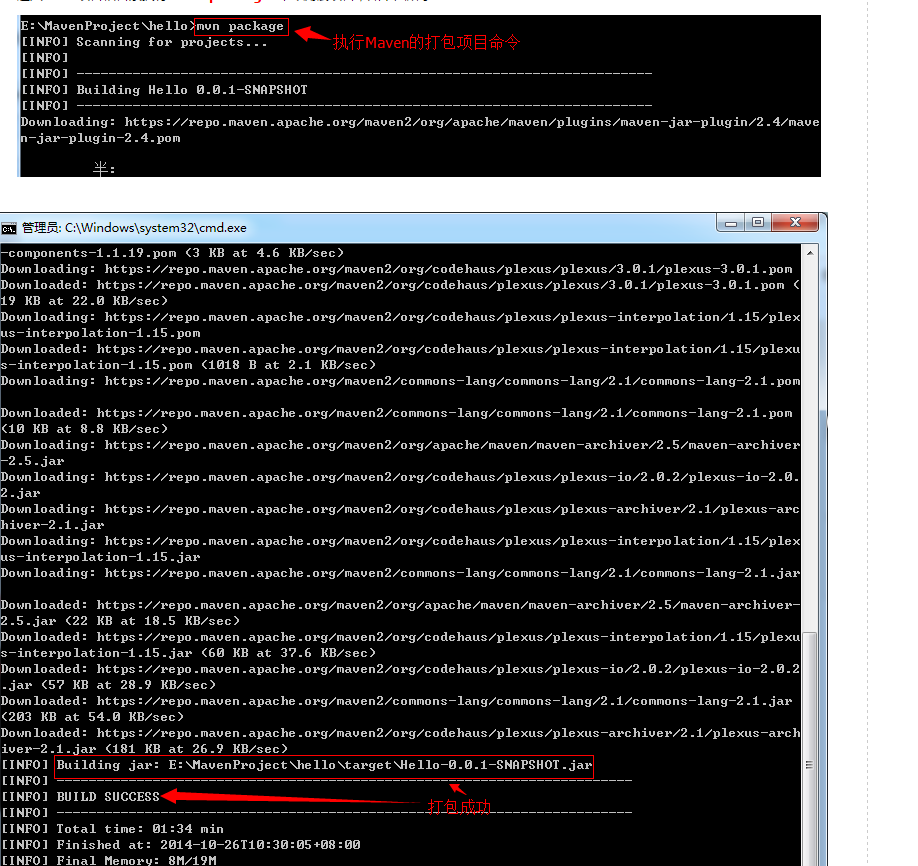 E:\MavenProject\hello>mvn package
执行Maven的打包项目命令
[INFO] Scanning for projects...
[INFO]
[INFO] ------------------------------------------------------------------------
[INFO] Building Hello 0.0.1-SNAPSHOT
[INFO] ------------------------------------------------------------------------
Downloading: https://repo.maven.apache.org/maven2/org/apache/maven/plugins/maven-jar-plugin/2.4/mave
n-jar-plugin-2.4.pom
半:
管理员: C:\Windows\system32\cmd.exe
-components-1.1.19.pom (3 KB at 4.6 KB/sec)
Downloading: https://repo.maven.apache.org/maven2/org/codehaus/plexus/plexus/3.0.1/plexus-3.0.1.pom
Downloaded: https://repo.maven.apache.org/maven2/org/codehaus/plexus/plexus/3.0.1/plexus-3.0.1.pom (
19 KB at 22.0 KB/sec)
Downloading: https://repo.maven.apache.org/maven2/org/codehaus/plexus/plexus-interpolation/1.15/plex
us-interpolation-1.15.pom
Downloaded: https://repo.maven.apache.org/maven2/org/codehaus/plexus/plexus-interpolation/1.15/plexu
s-interpolation-1.15.pom (1018 B at 2.1 KB/sec)
Downloading: https://repo.maven.apache.org/maven2/commons-lang/commons-lang/2.1/commons-lang-2.1.pom
Downloaded: https://repo.maven.apache.org/maven2/commons-lang/commons-lang/2.1/commons-lang-2.1.pom
(10 KB at 8.8 KB/sec)
Downloading: https://repo.maven.apache.org/maven2/org/apache/maven/maven-archiver/2.5/maven-archiver
-2.5.jar
Downloading: https://repo.maven.apache.org/maven2/org/codehaus/plexus/plexus-io/2.0.2/plexus-io-2.0.
2.jar
Downloading: https://repo.maven.apache.org/maven2/org/codehaus/plexus/plexus-archiver/2.1/plexus-arc
hiver-2.1.jar
Downloading: https://repo.maven.apache.org/maven2/org/codehaus/plexus/plexus-interpolation/1.15/plex
us-interpolation-1.15.jar
Downloading: https://repo.maven.apache.org/maven2/commons-lang/commons-lang/2.1/commons-lang-2.1.jar
Downloaded: https://repo.maven.apache.org/maven2/org/apache/maven/maven-archiver/2.5/maven-archiver-
2.5.jar (22 KB at 18.5 KB/sec)
Downloaded: https://repo.maven.apache.org/maven2/org/codehaus/plexus/plexus-interpolation/1.15/plexu
s-interpolation-1.15.jar (60 KB at 37.6 KB/sec)
Downloaded: https://repo.maven.apache.org/maven2/org/codehaus/plexus/plexus-io/2.0.2/plexus-io-2.0.2
.jar (57 KB at 28.9 KB/sec)
Downloaded: https://repo.maven.apache.org/maven2/commons-lang/commons-lang/2.1/commons-lang-2.1.jar
(203 KB at 54.0 KB/sec)
Downloaded: https://repo.maven.apache.org/maven2/org/codehaus/plexus/plexus-archiver/2.1/plexus-arch
iver-2.1.jar (181 KB at 26.9 KB/sec)
[INFO] Building jar: E:\MavenProject\hello\target\Hello-0.0.1-SNAPSHOT.jar
[INFO] ------------------------------------------------------------------------
[INFO] BUILD SUCCESS
打包成功
[INFO] ------------------------------------------------------------------------
[INFO] Total time: 01:34 min
[INFO] Finished at: 2014-10-26T10:30:05+08:00
[INFO] Final Memory: 8M/19M